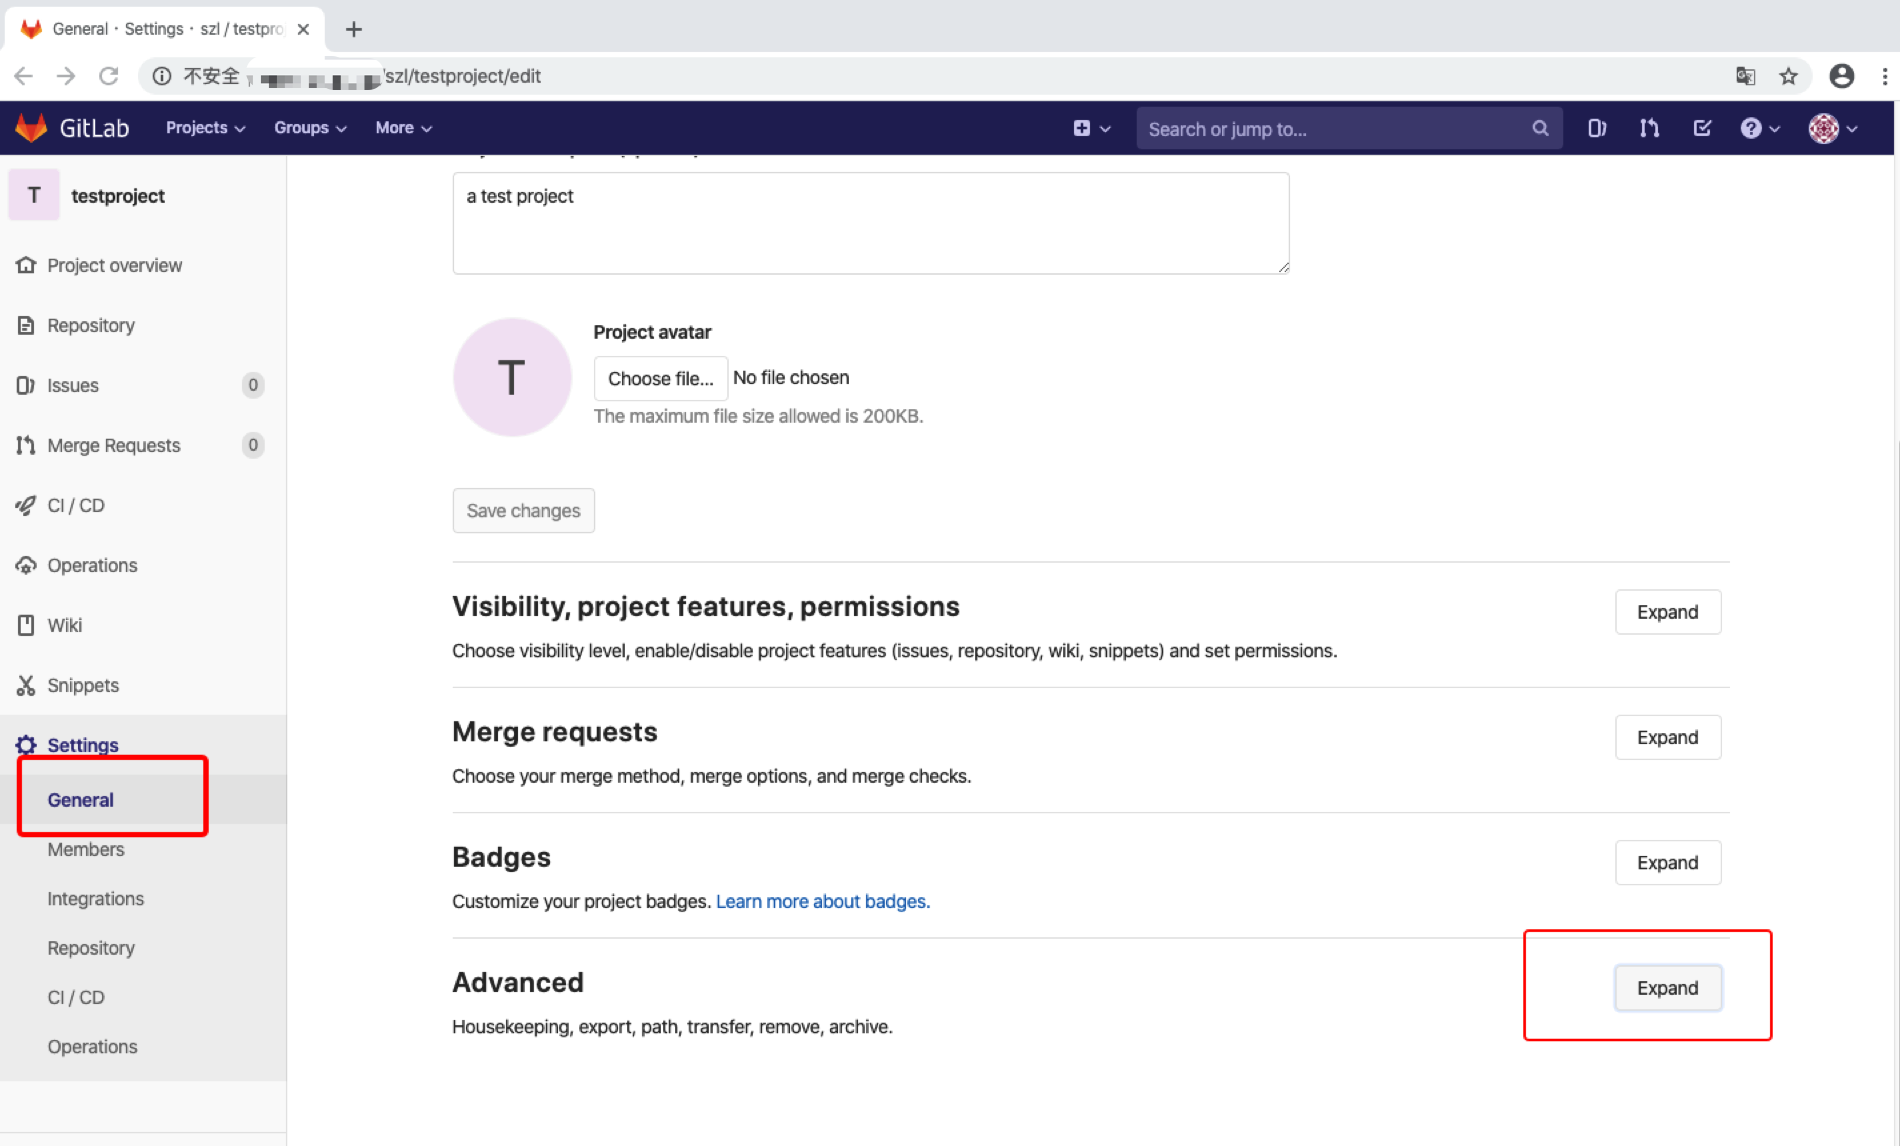 General · Settings · szl / testpro
不安全
szl/testproject/edit
GitLab
Projects
Groups
More
Search or jump to...
T
testproject
Project overview
Repository
Issues
0
Merge Requests
0
CI / CD
Operations
Wiki
Snippets
Settings
General
Members
Integrations
Repository
CI / CD
Operations
a test project
T
Project avatar
Choose file...
No file chosen
The maximum file size allowed is 200KB.
Save changes
Visibility, project features, permissions
Expand
Choose visibility level, enable/disable project features (issues, repository, wiki, snippets) and set permissions.
Merge requests
Expand
Choose your merge method, merge options, and merge checks.
Badges
Expand
Customize your project badges. Learn more about badges.
Advanced
Expand
Housekeeping, export, path, transfer, remove, archive.